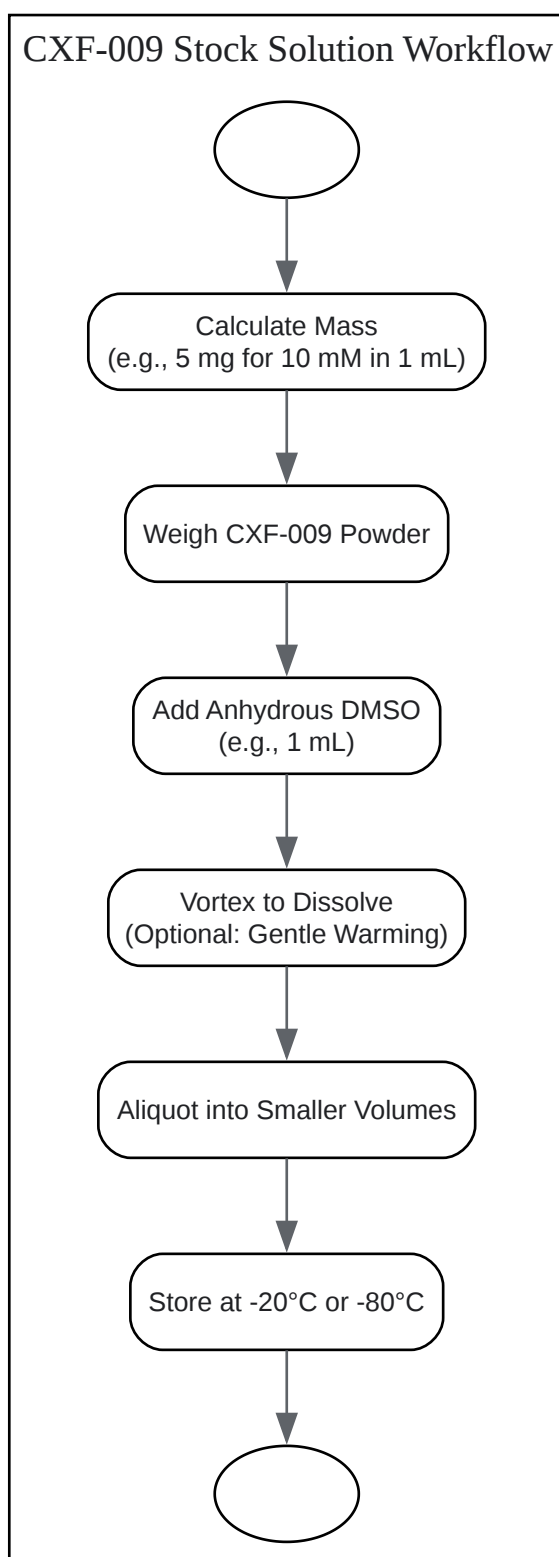 CXF-009 Stock Solution Workflow
Calculate Mass
(e.g., 5 mg for 10 mM in 1 mL)
Weigh CXF-009 Powder
Add Anhydrous DMSO
(e.g., 1 mL)
Vortex to Dissolve
(Optional: Gentle Warming)
Aliquot into Smaller Volumes
Store at -20°C or -80°C